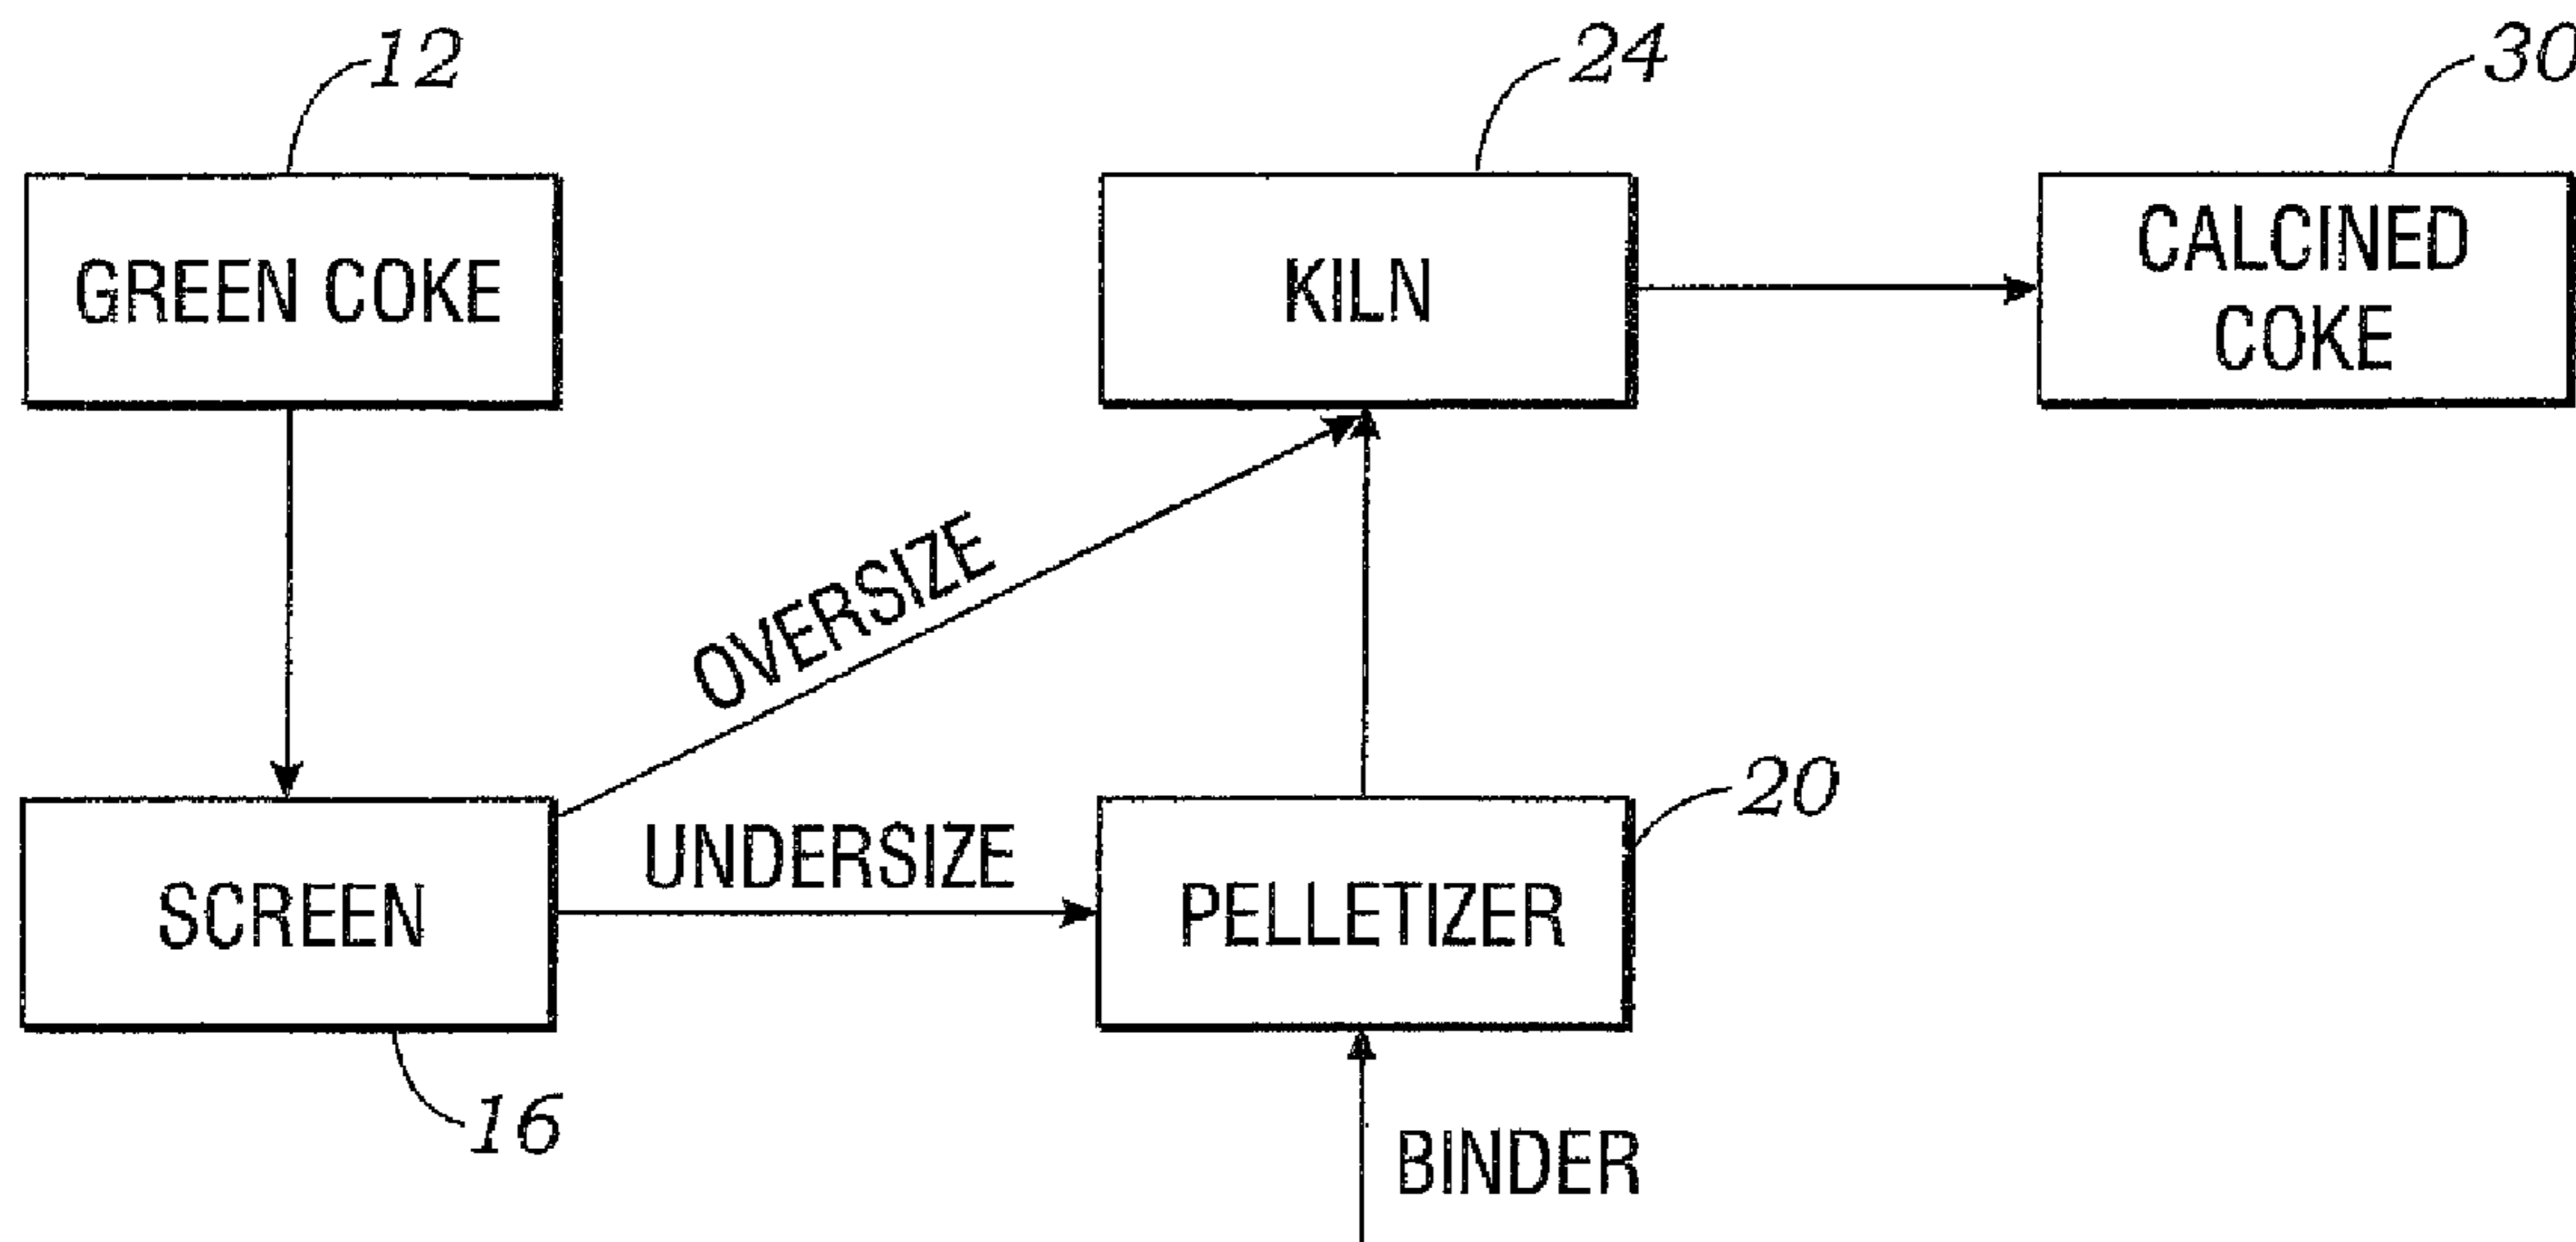 12
24
30
GREEN COKE
KILN
CALCINED
COKE
OVERSIZE
UNDERSIZE
20
SCREEN
PELLETIZER
16
BINDER